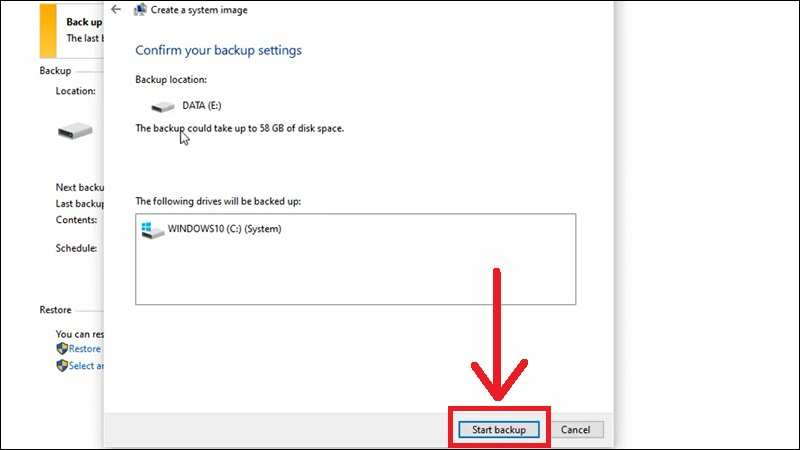 Create a system image
Back up
The last b
Confirm your backup settings
Backup
Backup location:
Location:
DATA (E:)
The backup could take up to 58 GB of disk space.
Next backu
Last backup
Contents:
Schedule:
The following drives will be backed up:
WINDOWS10 (C:) (System)
Restore
You can res
Restore
Select an
Start backup
Cancel